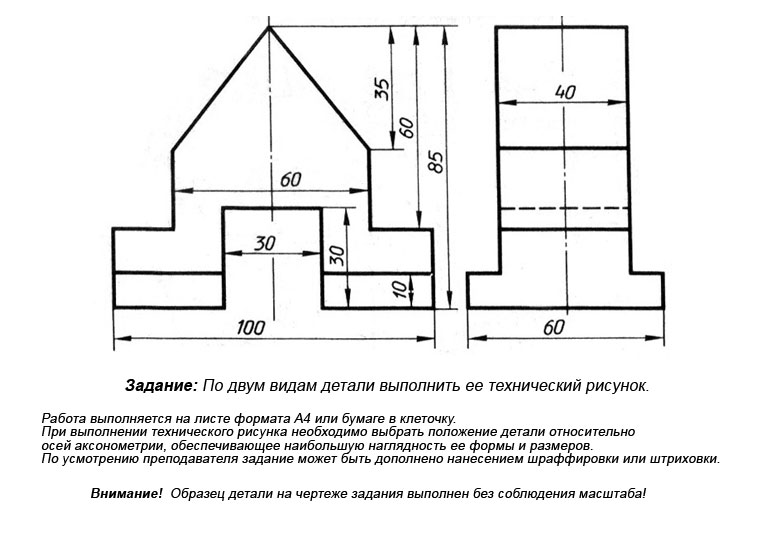 35
60
85
40
60
30
30
10
100
60
Задание: По двум видам детали выполнить ее технический рисунок.
Работа выполняется на листе формата А4 или бумаге в клеточку.
При выполнении технического рисунка необходимо выбрать положение детали относительно
осей аксонометрии, обеспечивающее наибольшую наглядность ее формы и размеров.
По усмотрению преподавателя задание может быть дополнено нанесением шраффировки или штриховки.
Внимание! Образец детали на чертеже задания выполнен без соблюдения масштаба!